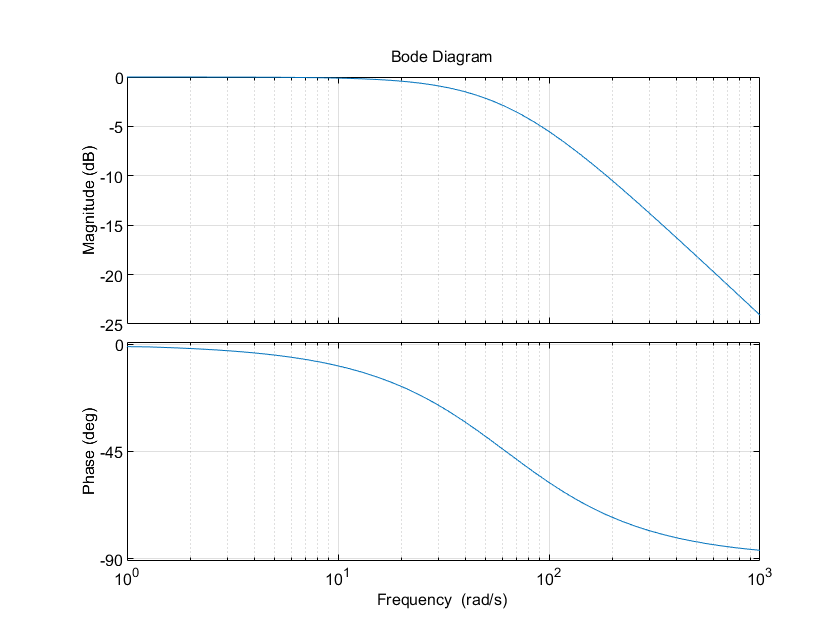 Bode Diagram
0
-5
-10
-15
-20
-25
Magnitude (dB)
0
-45
-90
Phase (deg)
10^0 10^1 10^2 10^3
Frequency (rad/s)